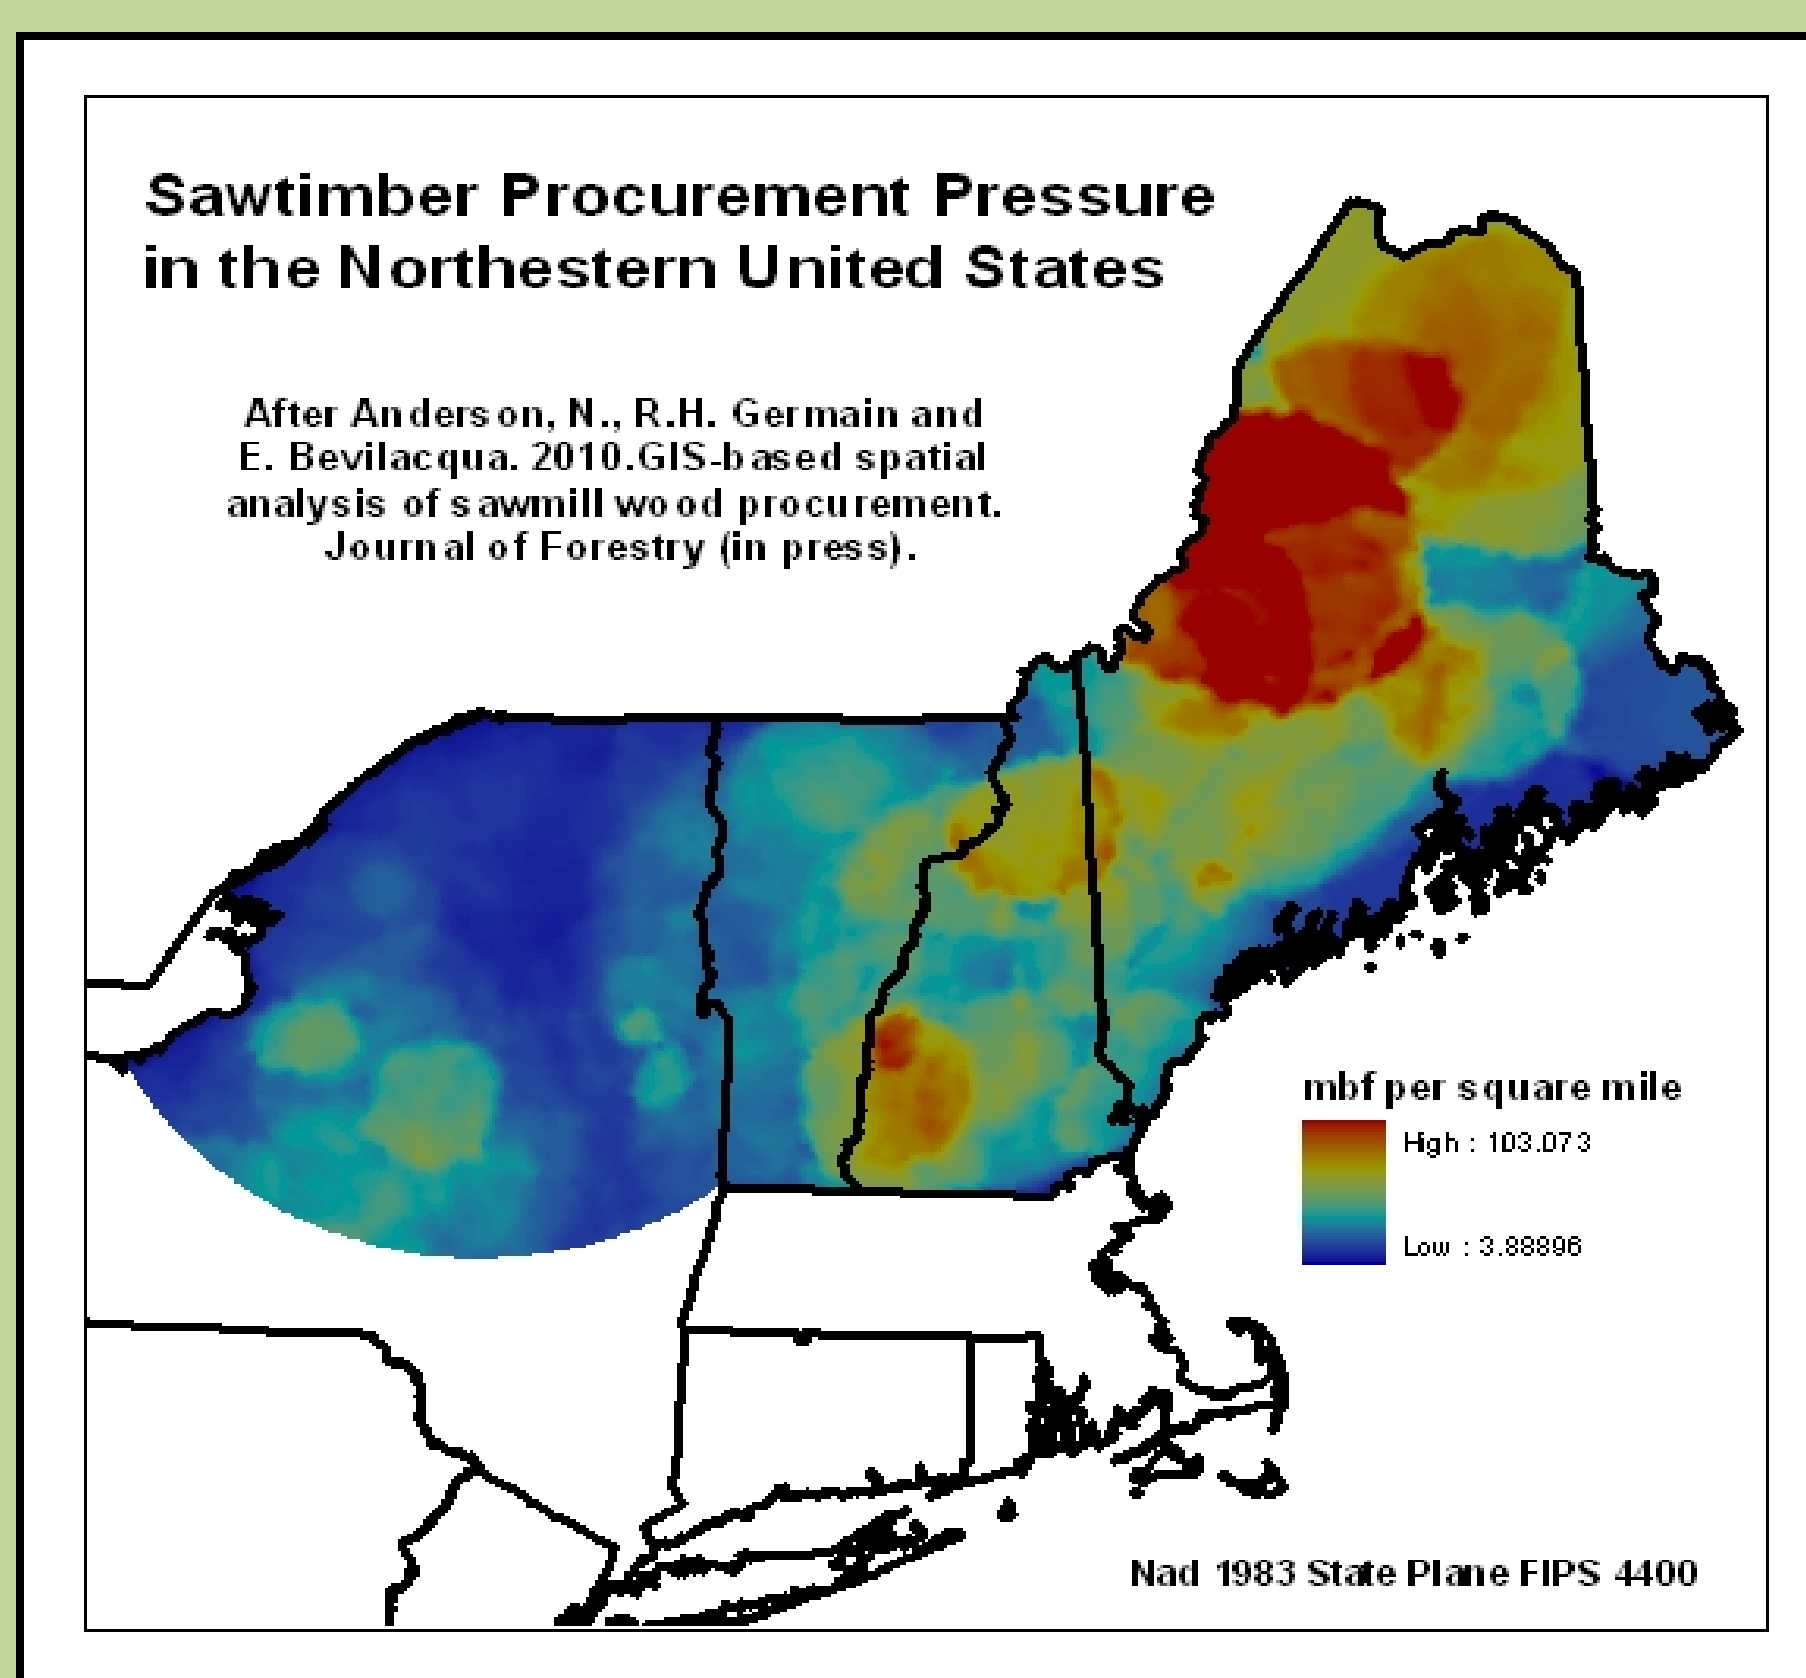 Sawtimber Procurement Pressure
in the Northestern United States
After Anderson, N., R.H. Germain and
E. Bevilacqua. 2010.GIS-based spatial
analysis of sawmill wood procurement.
Journal of Forestry (in press).
mbf per square mile
High : 103.073
Low : 3.88896
Nad 1983 State Plane FIPS 4400